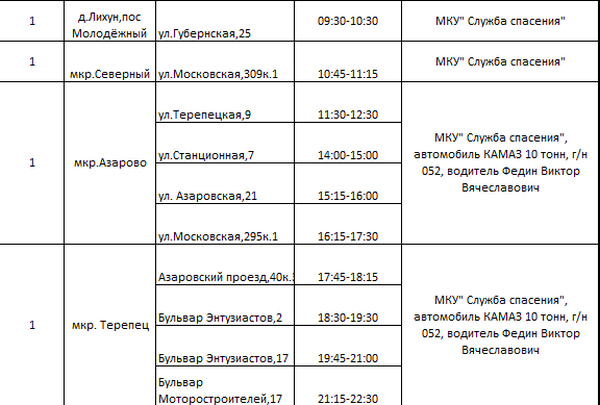 1
д.Лихун,пос
Молодёжный
ул.Губернская,25
09:30-10:30
МКУ" Служба спасения"
1
мкр.Северный
ул.Московская,309к.1
10:45-11:15
МКУ" Служба спасения"
1
мкр.Азарово
ул.Терепецкая,9
11:30-12:30
ул.Станционная,7
14:00-15:00
ул. Азаровская,21
15:15-16:00
ул.Московская,295к.1
16:15-17:30
МКУ" Служба спасения",
автомобиль КАМАЗ 10 тонн, г/н
052, водитель Федин Виктор
Вячеславович
1
мкр. Терепец
Азаровский проезд,40к.
17:45-18:15
Бульвар Энтузиастов,2
18:30-19:30
Бульвар Энтузиастов,17
19:45-21:00
Бульвар
Моторостроителей,17
21:15-22:30
МКУ" Служба спасения",
автомобиль КАМАЗ 10 тонн, г/н
052, водитель Федин Виктор
Вячеславович